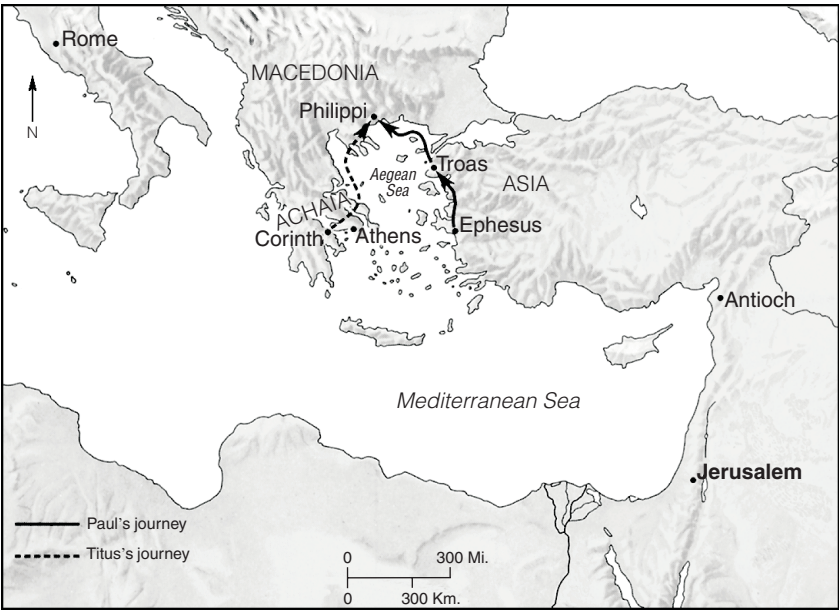 Rome
MACEDONIA
Philippi
N
Troas
Aegean
Sea
ASIA
ACHAIA
Corinth
Athens
Ephesus
Antioch
Mediterranean Sea
Jerusalem
Paul's journey
Titus's journey
0 300 Mi.
0 300 Km.